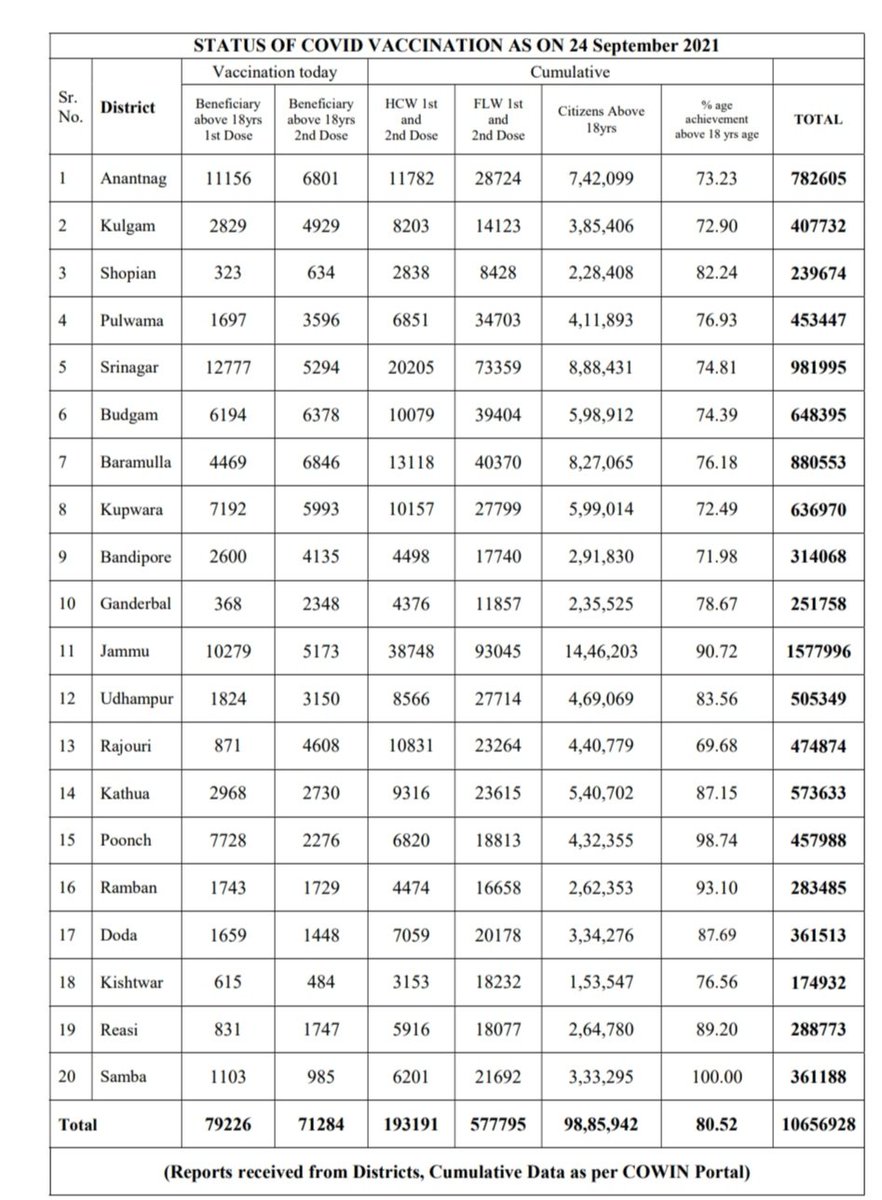 STATUS OF COVID VACCINATION AS ON 24 September 2021
Sr. No. District Vaccination today Cumulative
Beneficiary above 18yrs 1st Dose Beneficiary above 18yrs 2nd Dose HCW 1st and 2nd Dose FLW 1st and 2nd Dose Citizens Above 18yrs % age achievement above 18 yrs age TOTAL
1 Anantnag 11156 6801 11782 28724 7,42,099 73.23 782605
2 Kulgam 2829 4929 8203 14123 3,85,406 72.90 407732
3 Shopian 323 634 2838 8428 2,28,408 82.24 239674
4 Pulwama 1697 3596 6851 34703 4,11,893 76.93 453447
5 Srinagar 12777 5294 20205 73359 8,88,431 74.81 981995
6 Budgam 6194 6378 10079 39404 5,98,912 74.39 648395
7 Baramulla 4469 6846 13118 40370 8,27,065 76.18 880553
8 Kupwara 7192 5993 10157 27799 5,99,014 72.49 636970
9 Bandipore 2600 4135 4498 17740 2,91,830 71.98 314068
10 Ganderbal 368 2348 4376 11857 2,35,525 78.67 251758
11 Jammu 10279 5173 38748 93045 14,46,203 90.72 1577996
12 Udhampur 1824 3150 8566 27714 4,69,069 83.56 505349
13 Rajouri 871 4608 10831 23264 4,40,779 69.68 474874
14 Kathua 2968 2730 9316 23615 5,40,702 87.15 573633
15 Poonch 7728 2276 6820 18813 4,32,355 98.74 457988
16 Ramban 1743 1729 4474 16658 2,62,353 93.10 283485
17 Doda 1659 1448 7059 20178 3,34,276 87.69 361513
18 Kishtwar 615 484 3153 18232 1,53,547 76.56 174932
19 Reasi 831 1747 5916 18077 2,64,780 89.20 288773
20 Samba 1103 985 6201 21692 3,33,295 100.00 361188
Total 79226 71284 193191 577795 98,85,942 80.52 10656928
(Reports received from Districts, Cumulative Data as per COWIN Portal)